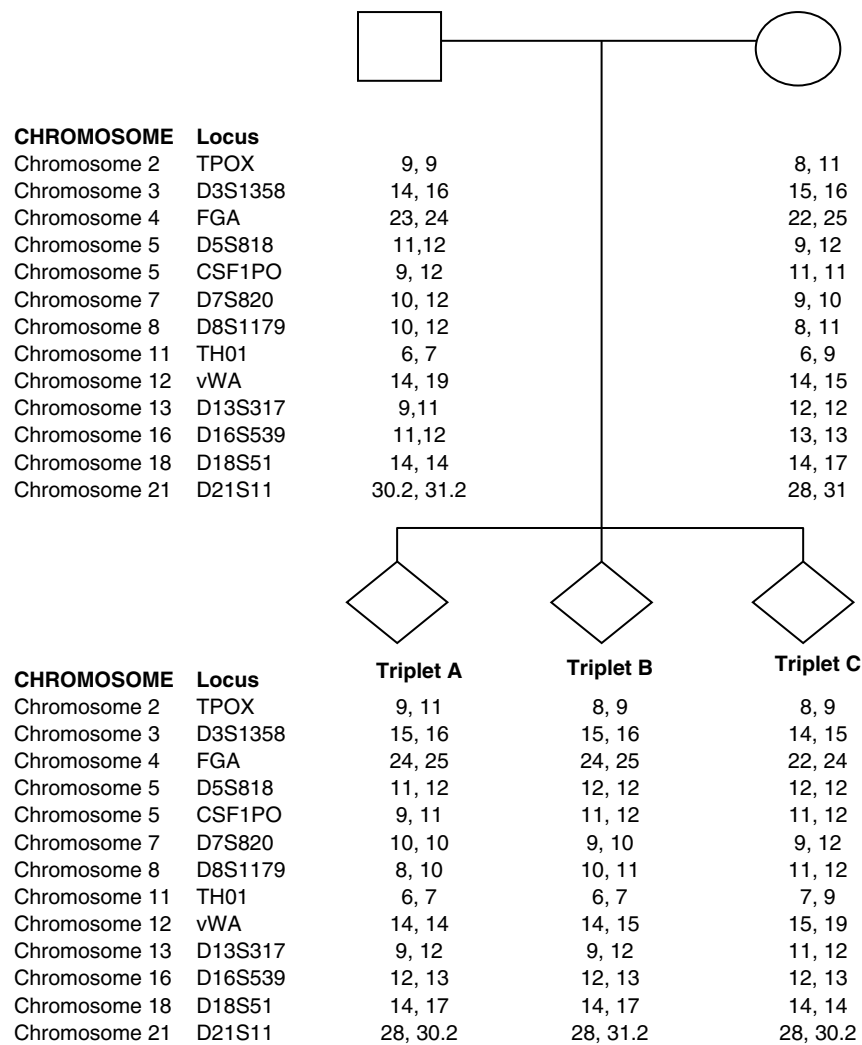 CHROMOSOME Locus
Chromosome 2 TPOX 9, 9 8, 11
Chromosome 3 D3S1358 14, 16 15, 16
Chromosome 4 FGA 23, 24 22, 25
Chromosome 5 D5S818 11,12 9, 12
Chromosome 5 CSF1PO 9, 12 11, 11
Chromosome 7 D7S820 10, 12 9, 10
Chromosome 8 D8S1179 10, 12 8, 11
Chromosome 11 TH01 6, 7 6, 9
Chromosome 12 vWA 14, 19 14, 15
Chromosome 13 D13S317 9,11 12, 12
Chromosome 16 D16S539 11,12 13, 13
Chromosome 18 D18S51 14, 14 14, 17
Chromosome 21 D21S11 30.2, 31.2 28, 31
CHROMOSOME Locus Triplet A Triplet B Triplet C
Chromosome 2 TPOX 9, 11 8, 9 8, 9
Chromosome 3 D3S1358 15, 16 15, 16 14, 15
Chromosome 4 FGA 24, 25 24, 25 22, 24
Chromosome 5 D5S818 11, 12 12, 12 12, 12
Chromosome 5 CSF1PO 9, 11 11, 12 11, 12
Chromosome 7 D7S820 10, 10 9, 10 9, 12
Chromosome 8 D8S1179 8, 10 10, 11 11, 12
Chromosome 11 TH01 6, 7 6, 7 7, 9
Chromosome 12 vWA 14, 14 14, 15 15, 19
Chromosome 13 D13S317 9, 12 9, 12 11, 12
Chromosome 16 D16S539 12, 13 12, 13 12, 13
Chromosome 18 D18S51 14, 17 14, 17 14, 14
Chromosome 21 D21S11 28, 30.2 28, 31.2 28, 30.2